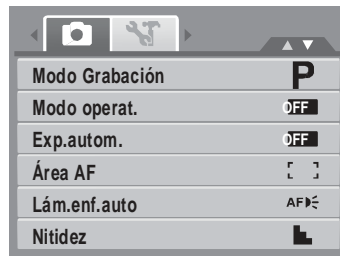 Modo Grabación P
Modo operat. OFF
Exp.autom. OFF
Área AF
Lám.enf.auto AF
Nitidez